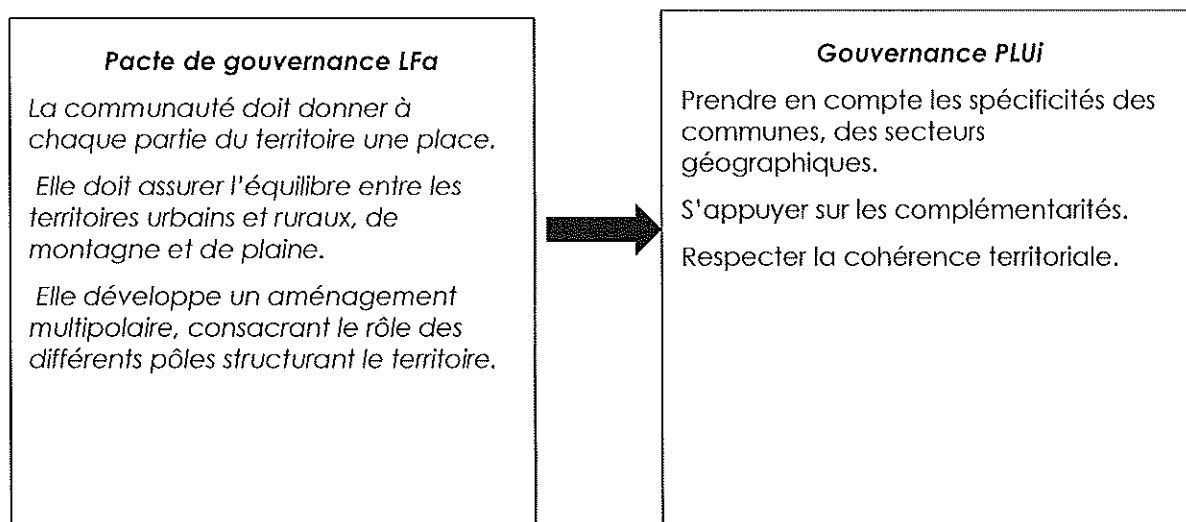 Pacte de gouvernance LFa
La communauté doit donner à
chaque partie du territoire une place.
Elle doit assurer l'équilibre entre les
territoires urbains et ruraux, de
montagne et de plaine.
Elle développe un aménagement
multipolaire, consacrant le rôle des
différents pôles structurant le territoire.
Gouvernance PLUi
Prendre en compte les spécificités des
communes, des secteurs
géographiques.
S'appuyer sur les complémentarités.
Respecter la cohérence territoriale.